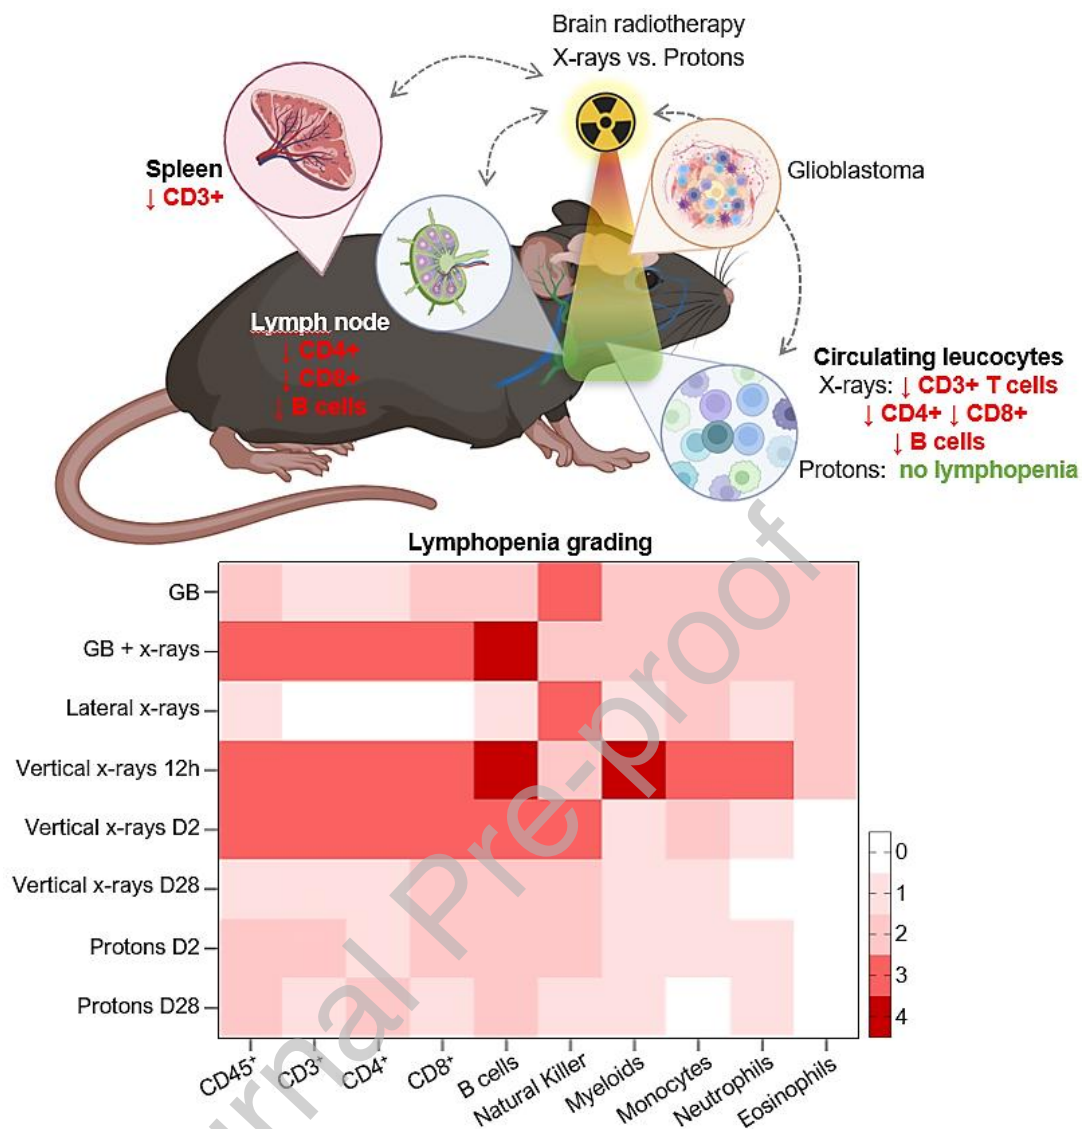 Brain radiotherapy
X-rays vs. Protons
Spleen
↓ CD3+
Glioblastoma
Lymph node
↓ CD4+
↓ CD8+
↓ B cells
Circulating leucocytes
X-rays: ↓ CD3+ T cells
↓ CD4+ ↓ CD8+
↓ B cells
Protons: no lymphopenia
Lymphopenia grading
GB
GB + x-rays
Lateral x-rays
Vertical x-rays 12h
Vertical x-rays D2
Vertical x-rays D28
Protons D2
Protons D28
0
1
2
3
4
CD45⁺
CD3⁺
CD4⁺
CD8⁺
B cells
Natural Killer
Myeloids
Monocytes
Neutrophils
Eosinophils
urnal Pre-proof